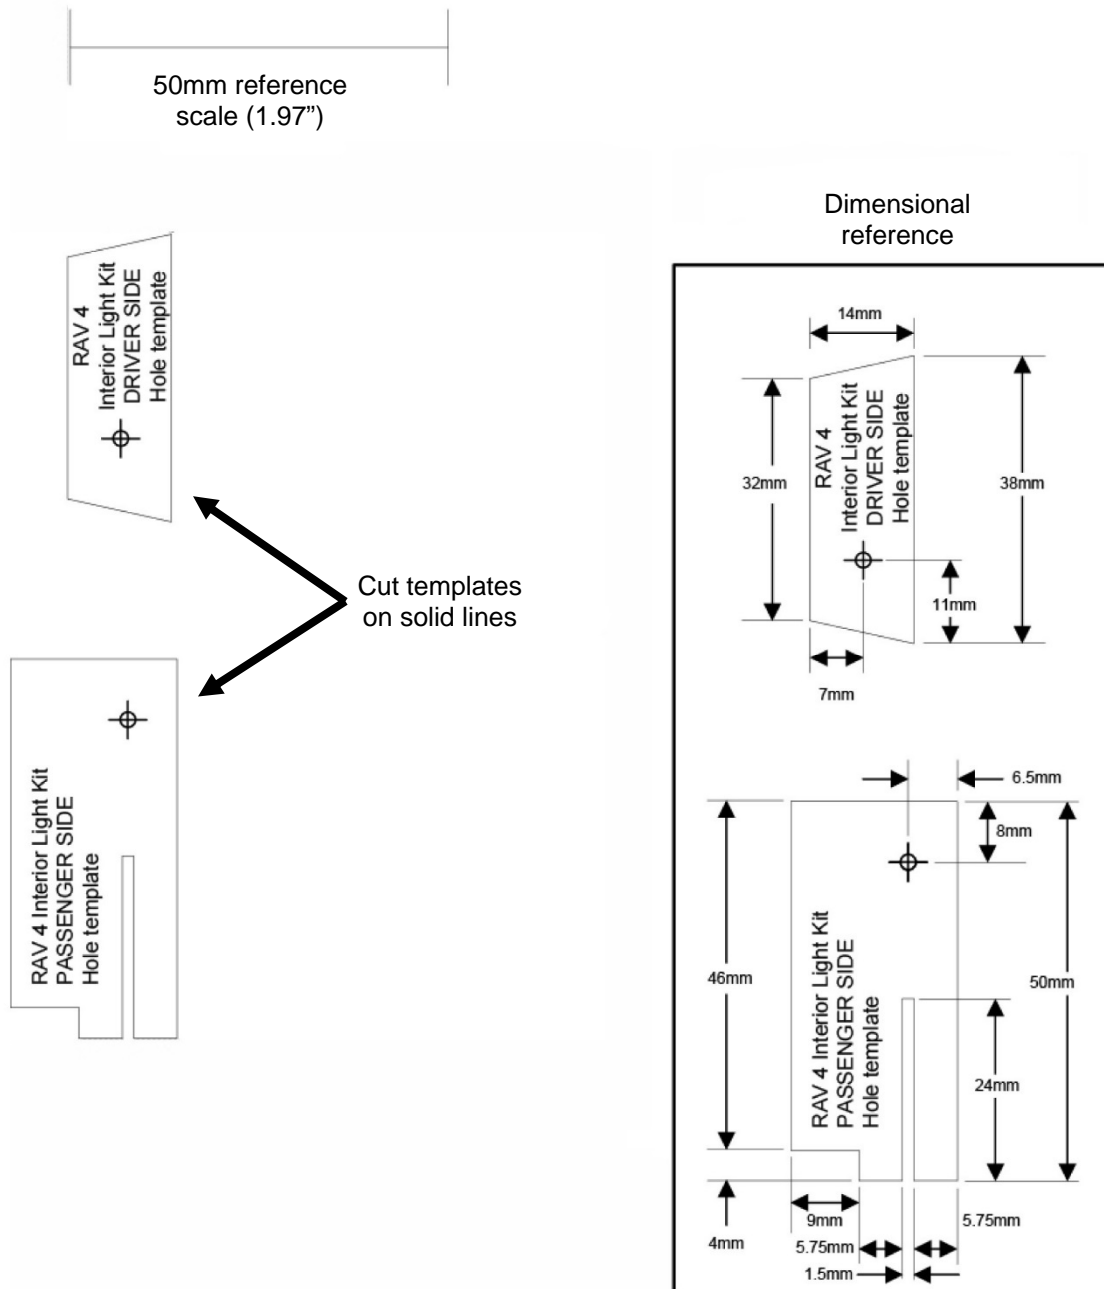 50mm reference
scale (1.97”)
Dimensional
reference
RAV 4
Interior Light Kit
DRIVER SIDE
Hole template
Cut templates
on solid lines
RAV 4 Interior Light Kit
PASSENGER SIDE
Hole template
14mm
32mm
RAV 4
Interior Light Kit
DRIVER SIDE
Hole template
38mm
11mm
7mm
6.5mm
8mm
46mm
RAV 4 Interior Light Kit
PASSENGER SIDE
Hole template
50mm
24mm
9mm
4mm
5.75mm
5.75mm
1.5mm